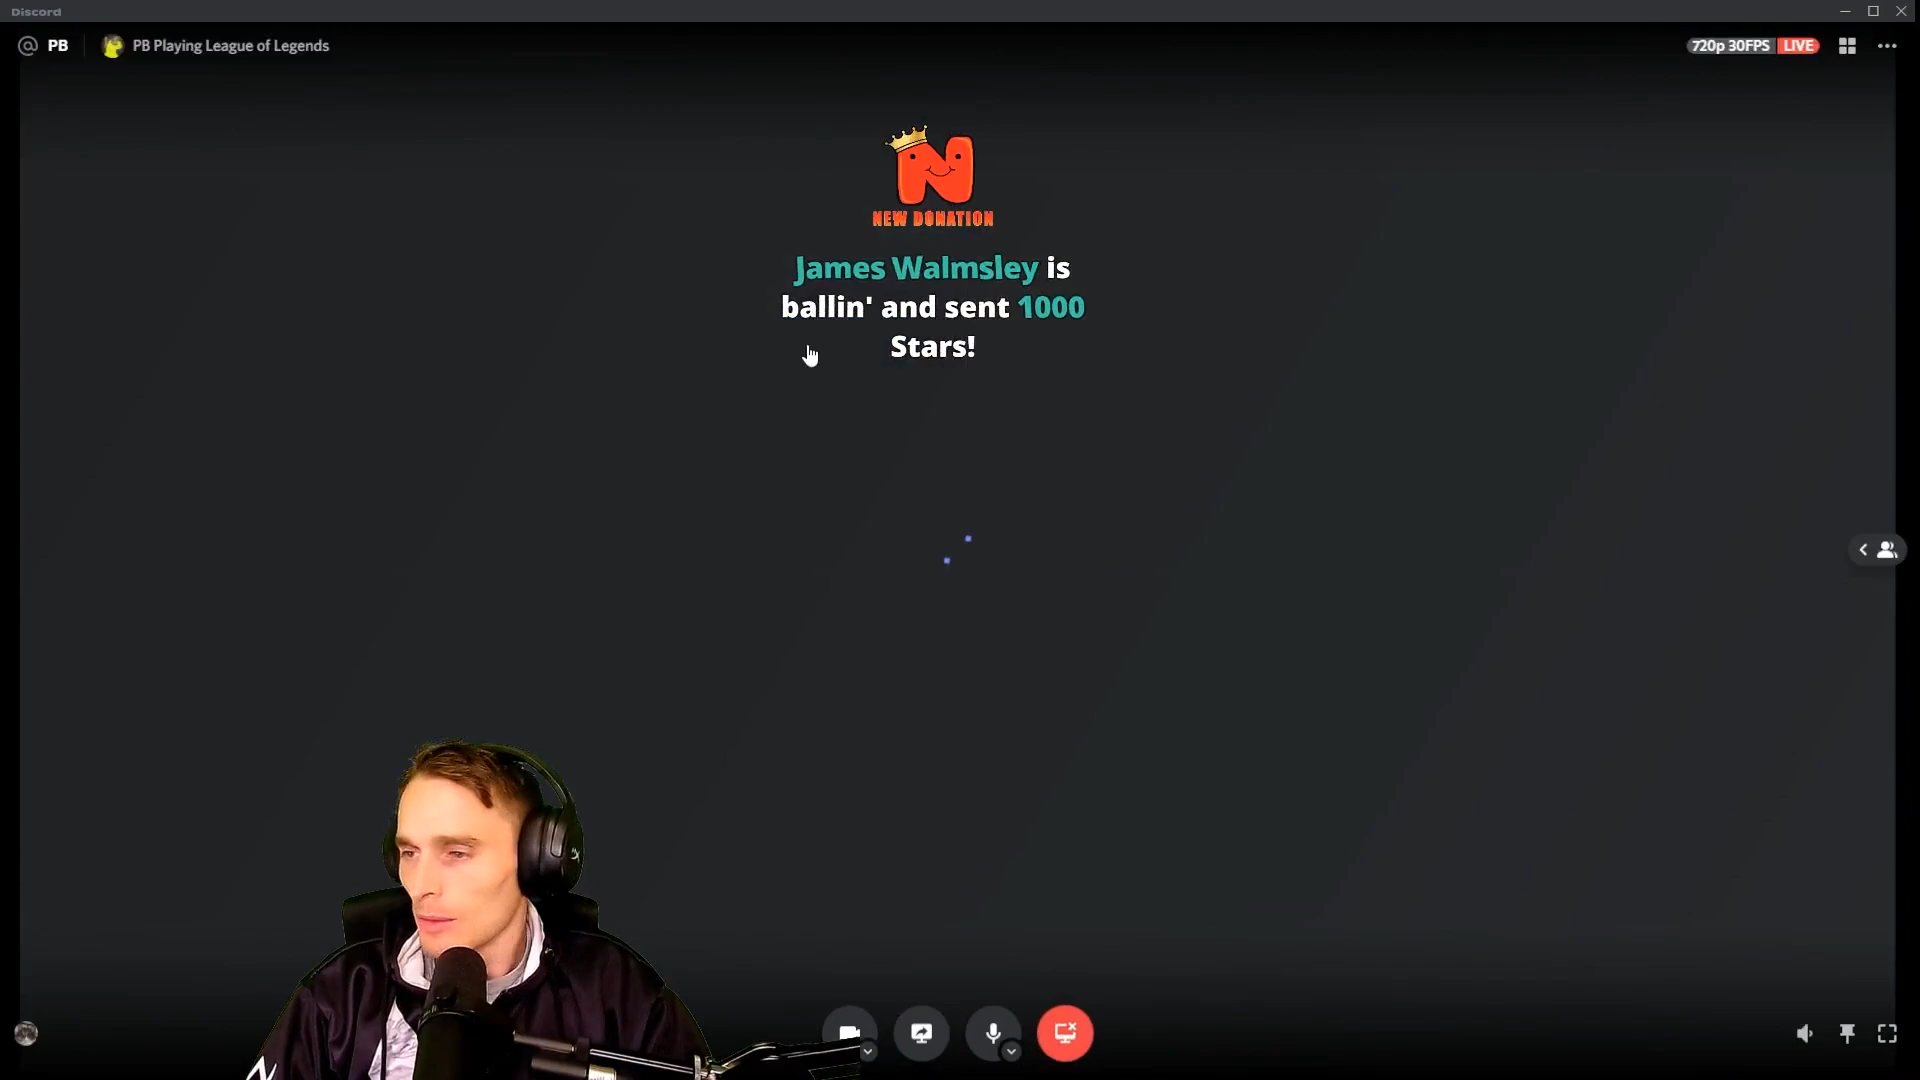 Discord
PB
PB Playing League of Legends
720p 30FPS LIVE
NEW DONATION
James Walmsley is
ballin' and sent 1000
Stars!